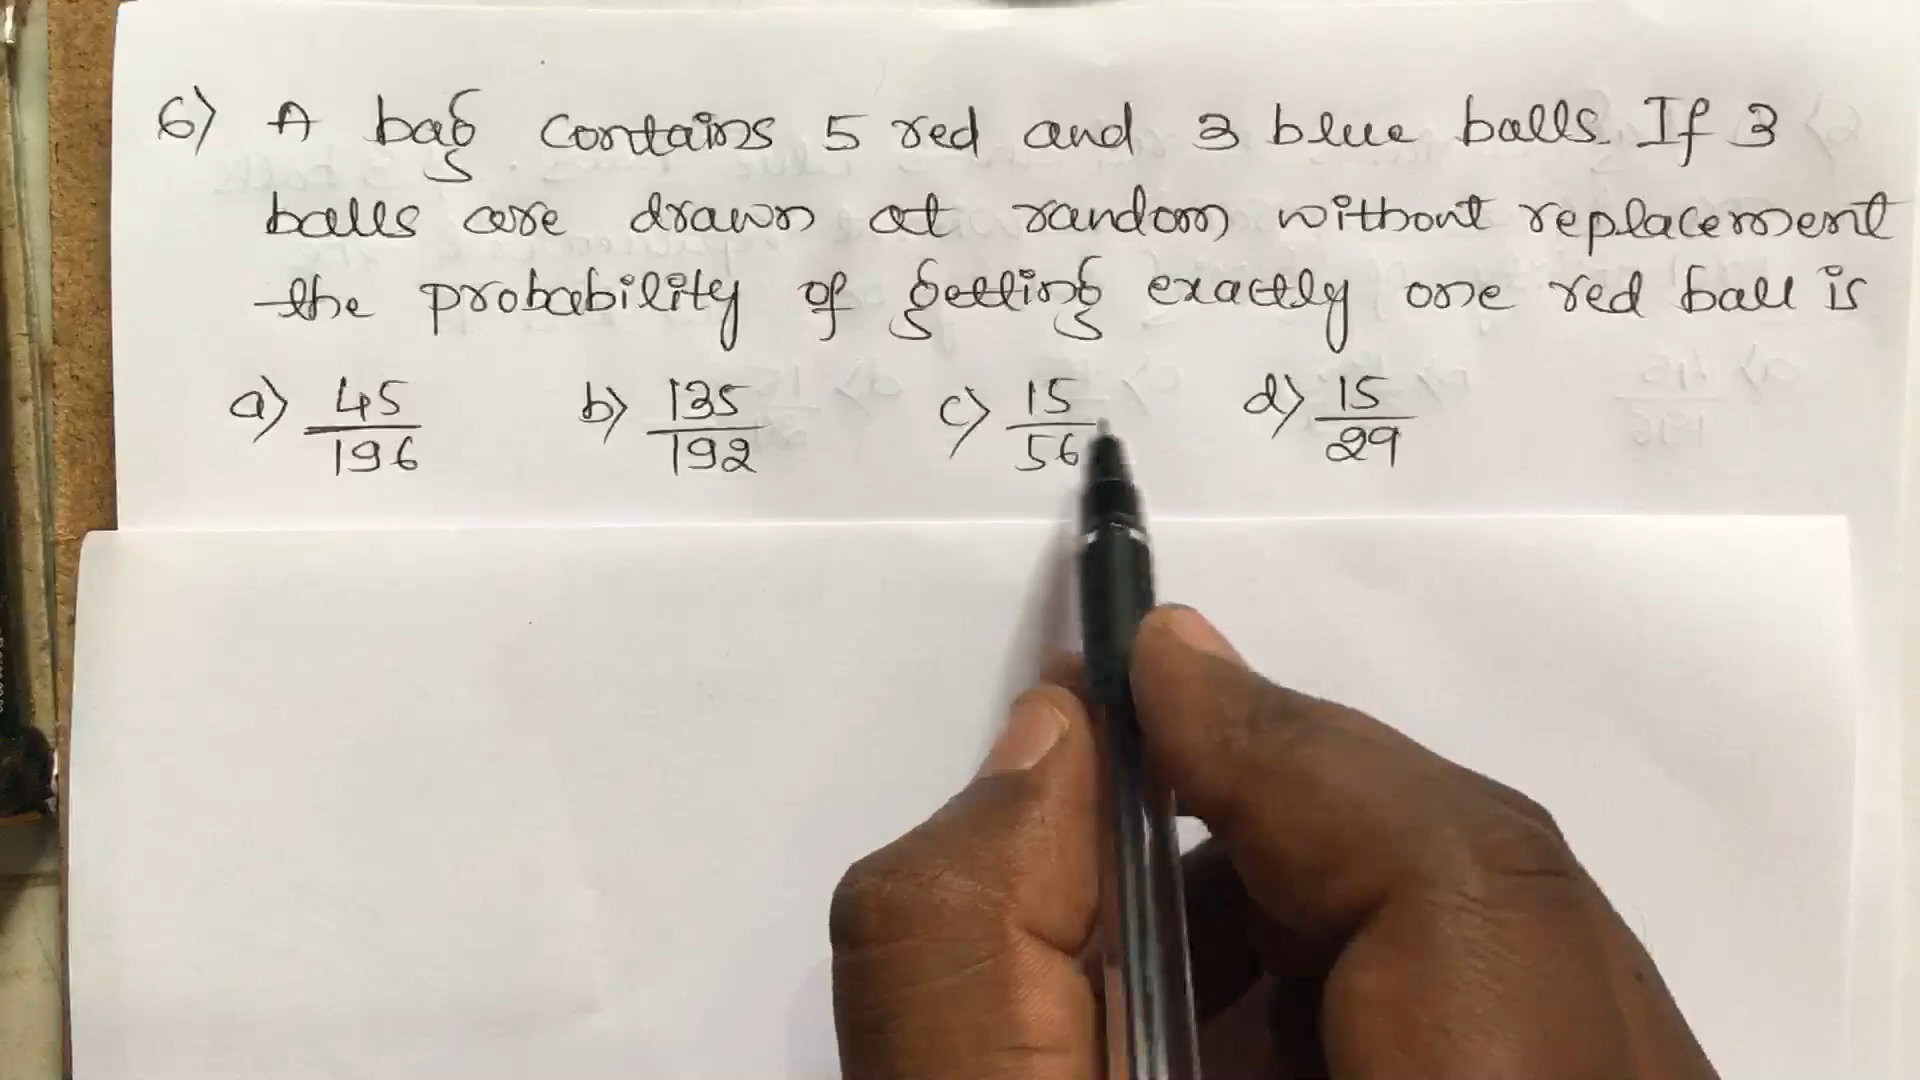 6) A bag contains 5 red and 3 blue balls. If 3
balls are drawn at random without replacement
the probability of getting exactly one red ball is
a) 45/196 b) 135/192 c) 15/56 d) 15/29